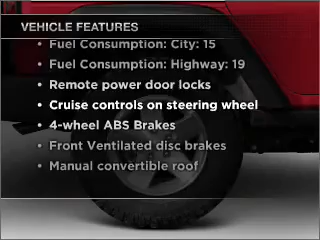 VEHICLE FEATURES
• Fuel Consumption: City: 15
• Fuel Consumption: Highway: 19
• Remote power door locks
• Cruise controls on steering wheel
• 4-wheel ABS Brakes
• Front Ventilated disc brakes
• Manual convertible roof